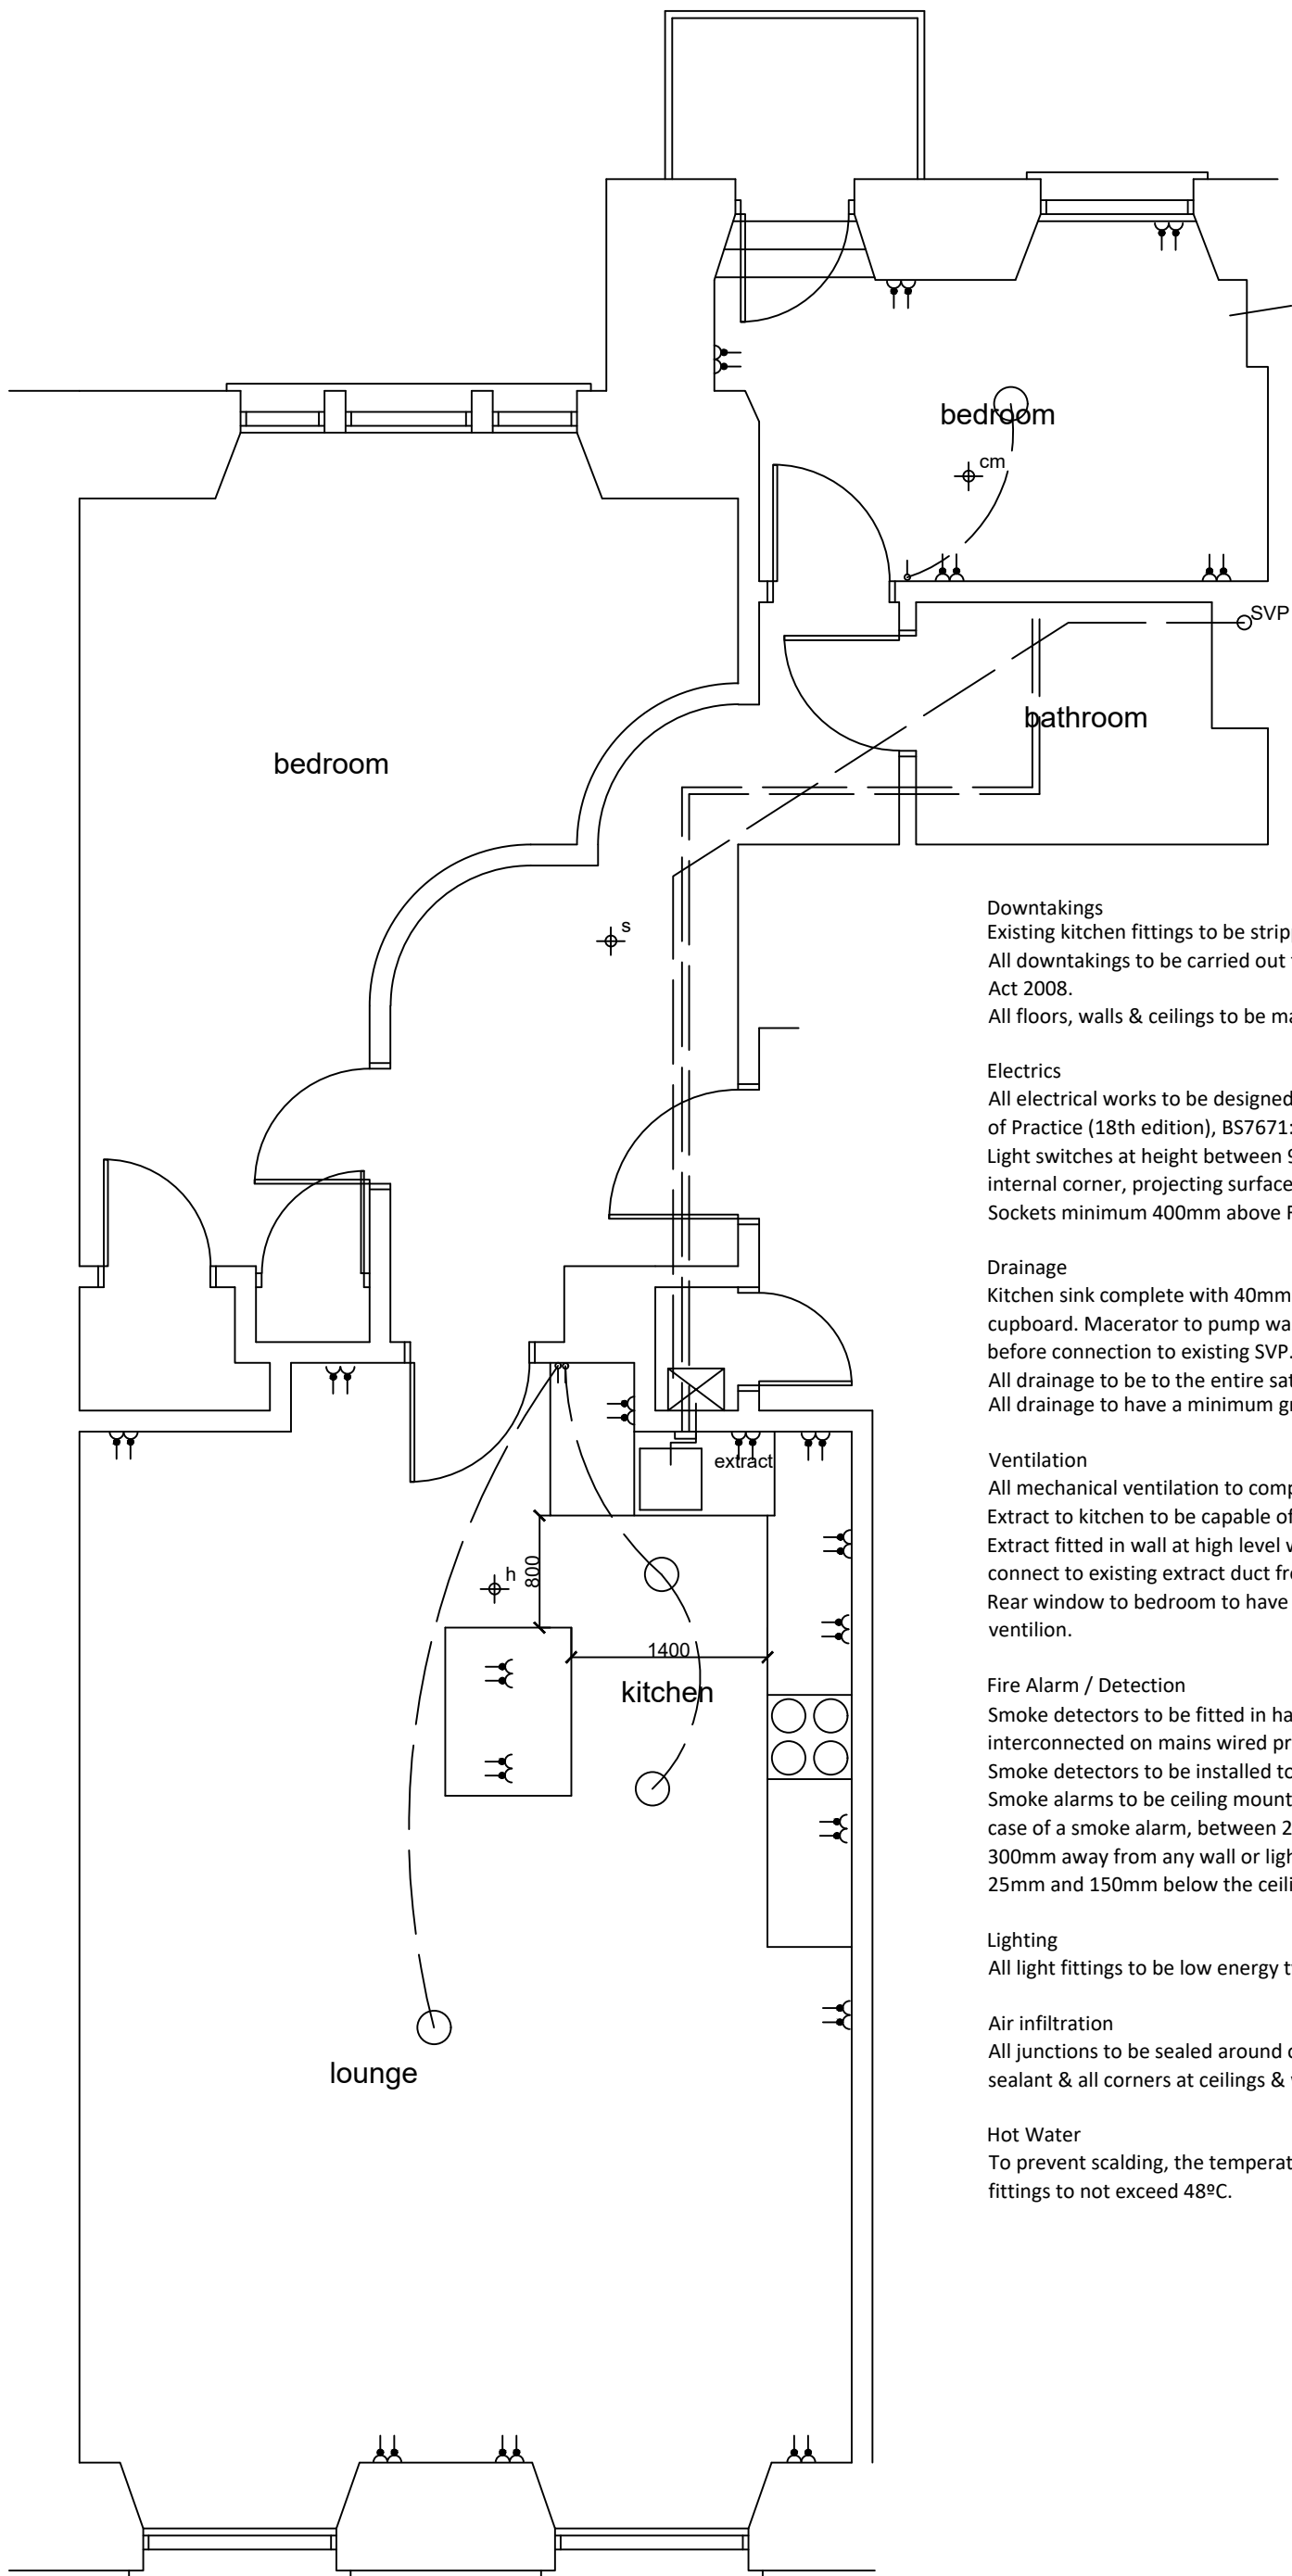 bedroom
cm
SVP
bathroom
bedroom
s
Downtakings
Existing kitchen fittings to be strip
All downtakings to be carried out
Act 2008.
All floors, walls & ceilings to be ma
Electrics
All electrical works to be designed
of Practice (18th edition), BS7671:
Light switches at height between 9
internal corner, projecting surface
Sockets minimum 400mm above F
Drainage
Kitchen sink complete with 40mm
cupboard. Macerator to pump wa
before connection to existing SVP.
All drainage to be to the entire sat
All drainage to have a minimum gr
Ventilation
All mechanical ventilation to comp
Extract to kitchen to be capable of
Extract fitted in wall at high level w
connect to existing extract duct fro
Rear window to bedroom to have
ventilion.
Fire Alarm / Detection
Smoke detectors to be fitted in ha
interconnected on mains wired pr
Smoke detectors to be installed to
Smoke alarms to be ceiling mount
case of a smoke alarm, between 2
300mm away from any wall or ligh
25mm and 150mm below the ceili
Lighting
All light fittings to be low energy t
Air infiltration
All junctions to be sealed around
sealant & all corners at ceilings &
Hot Water
To prevent scalding, the temperat
fittings to not exceed 48ºC.
extract
h
800
1400
kitchen
lounge